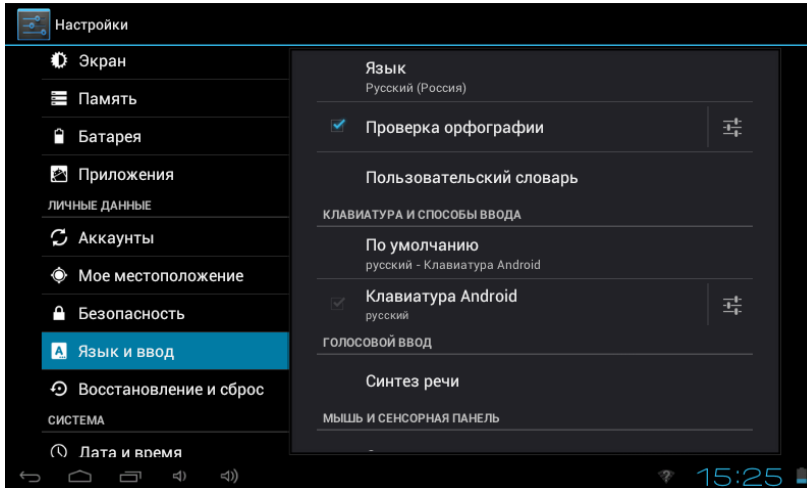 Настройки
Экран
Память
Батарея
Приложения
ЛИЧНЫЕ ДАННЫЕ
Аккаунты
Мое местоположение
Безопасность
Язык и ввод
Восстановление и сброс
СИСТЕМА
Дата и время
Язык
Русский (Россия)
Проверка орфографии
Пользовательский словарь
КЛАВИАТУРА И СПОСОБЫ ВВОДА
По умолчанию
русский - Клавиатура Android
Клавиатура Android
русский
ГОЛОСОВОЙ ВВОД
Синтез речи
МЫШЬ И СЕНСОРНАЯ ПАНЕЛЬ
15:25